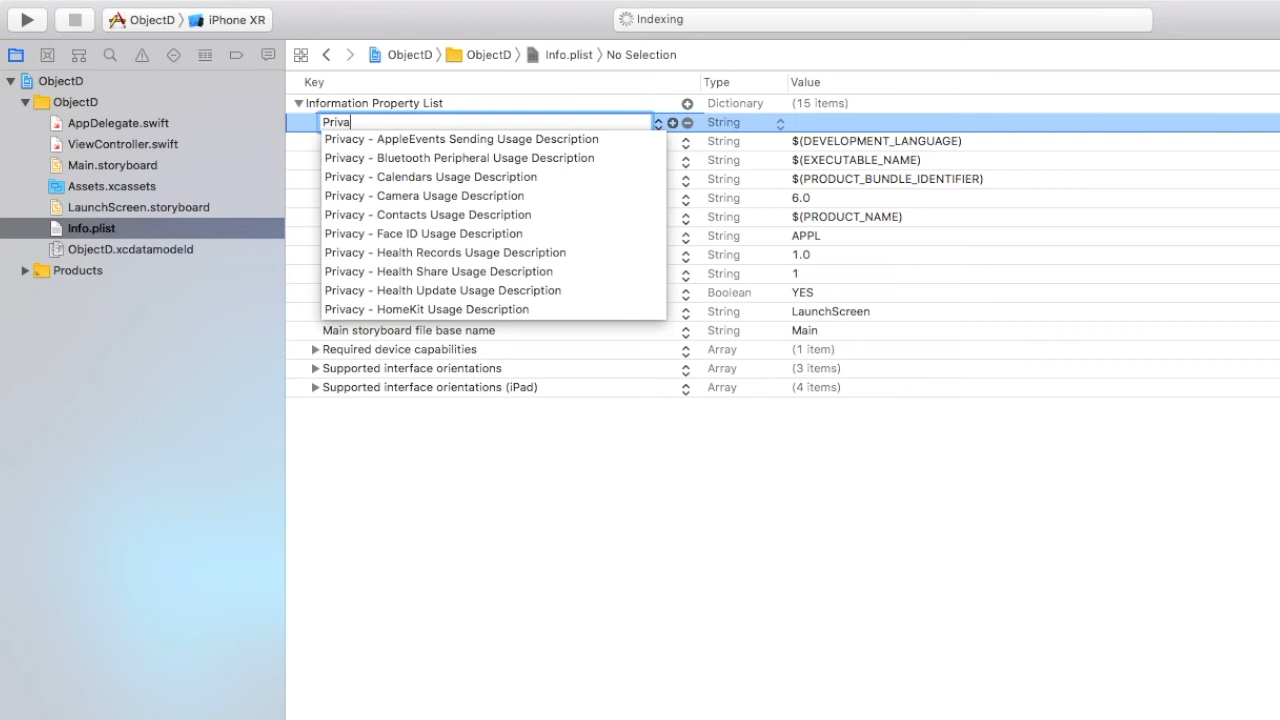 ObjectD iPhone XR Indexing
ObjectD ObjectD Info.plist No Selection
ObjectD
ObjectD
AppDelegate.swift
ViewController.swift
Main.storyboard
Assets.xcassets
LaunchScreen.storyboard
Info.plist
ObjectD.xcdatamodeld
Products
Key Type Value
Information Property List Dictionary (15 items)
Priva String
Privacy - AppleEvents Sending Usage Description String $(DEVELOPMENT_LANGUAGE)
Privacy - Bluetooth Peripheral Usage Description String $(EXECUTABLE_NAME)
Privacy - Calendars Usage Description String $(PRODUCT_BUNDLE_IDENTIFIER)
Privacy - Camera Usage Description String 6.0
Privacy - Contacts Usage Description String $(PRODUCT_NAME)
Privacy - Face ID Usage Description String APPL
Privacy - Health Records Usage Description String 1.0
Privacy - Health Share Usage Description String 1
Privacy - Health Update Usage Description Boolean YES
Privacy - HomeKit Usage Description String LaunchScreen
Main storyboard file base name String Main
Required device capabilities Array (1 item)
Supported interface orientations Array (3 items)
Supported interface orientations (iPad) Array (4 items)